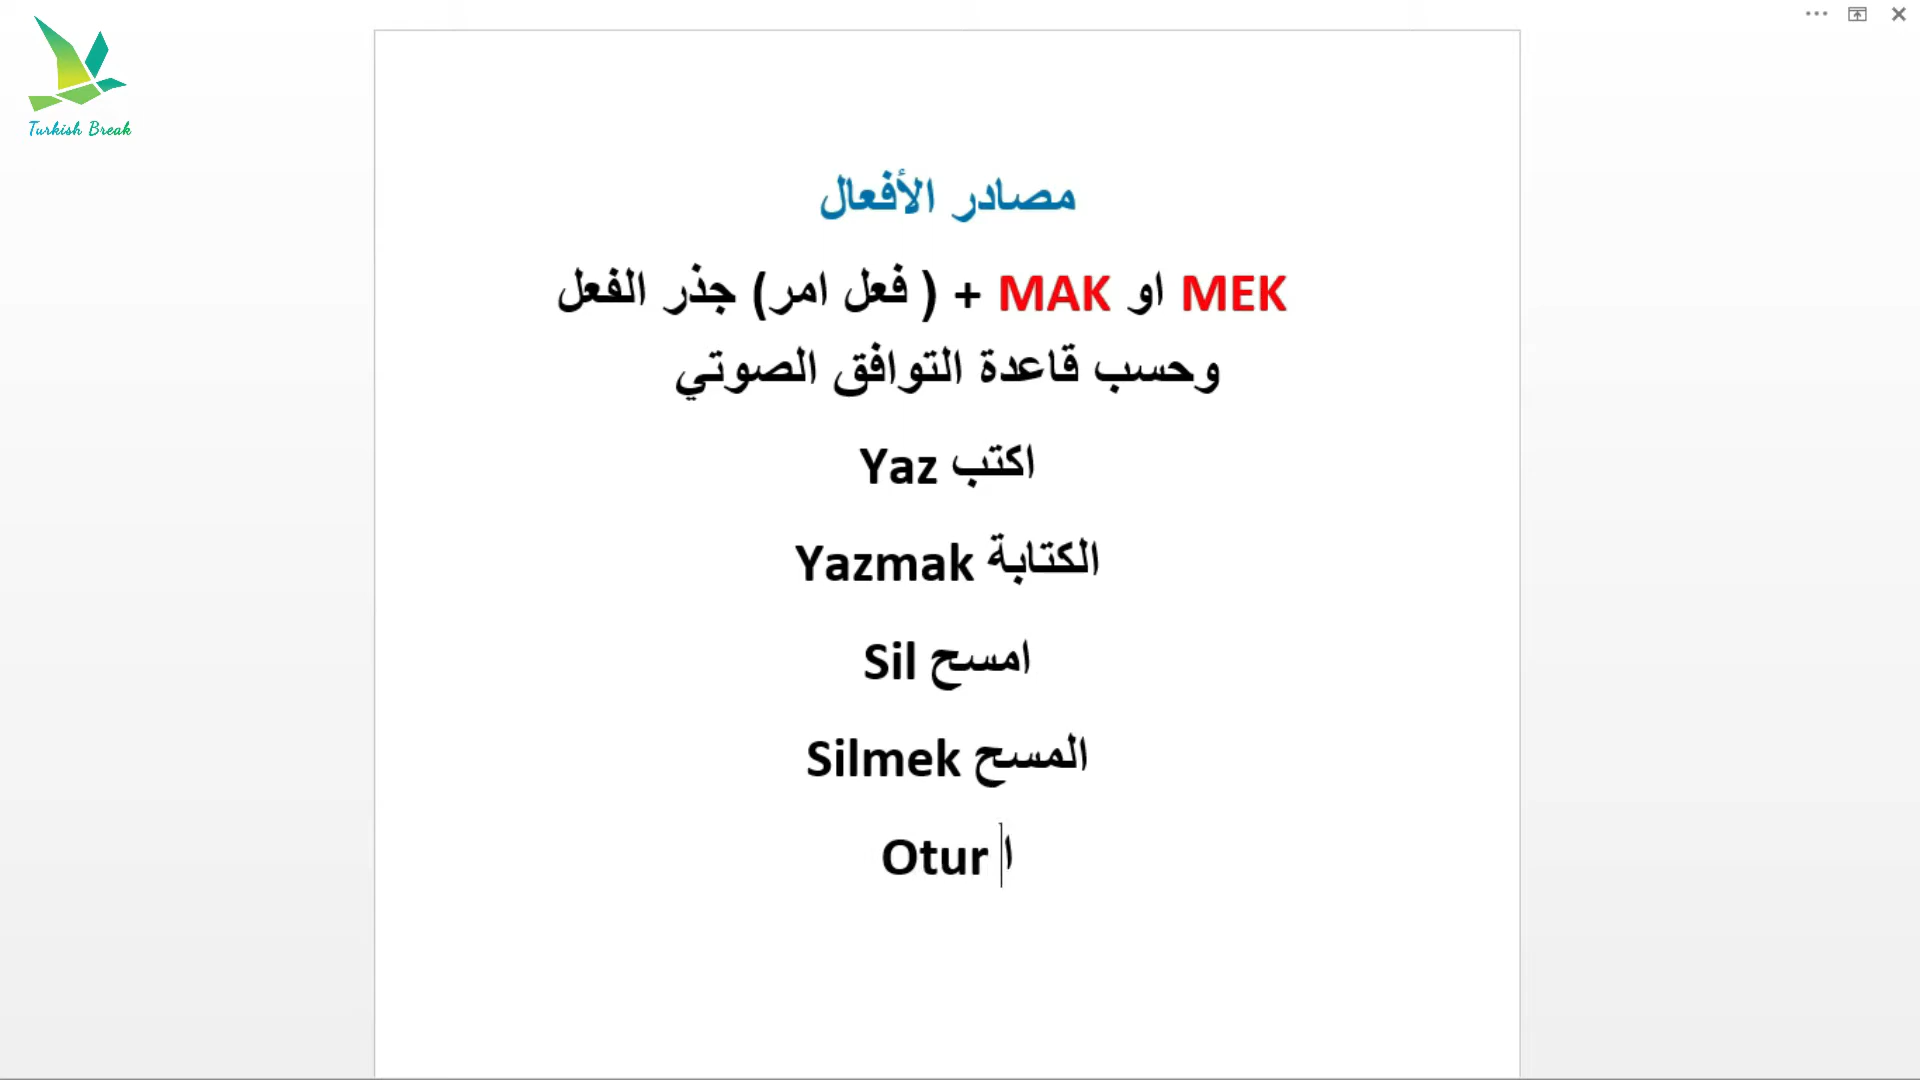 Turkish Break
مصادر الأفعال
جذر الفعل (فعل امر ) + MAK او MEK
وحسب قاعدة التوافق الصوتي
Yaz اكتب
Yazmak الكتابة
Sil امسح
Silmek المسح
Otur ا